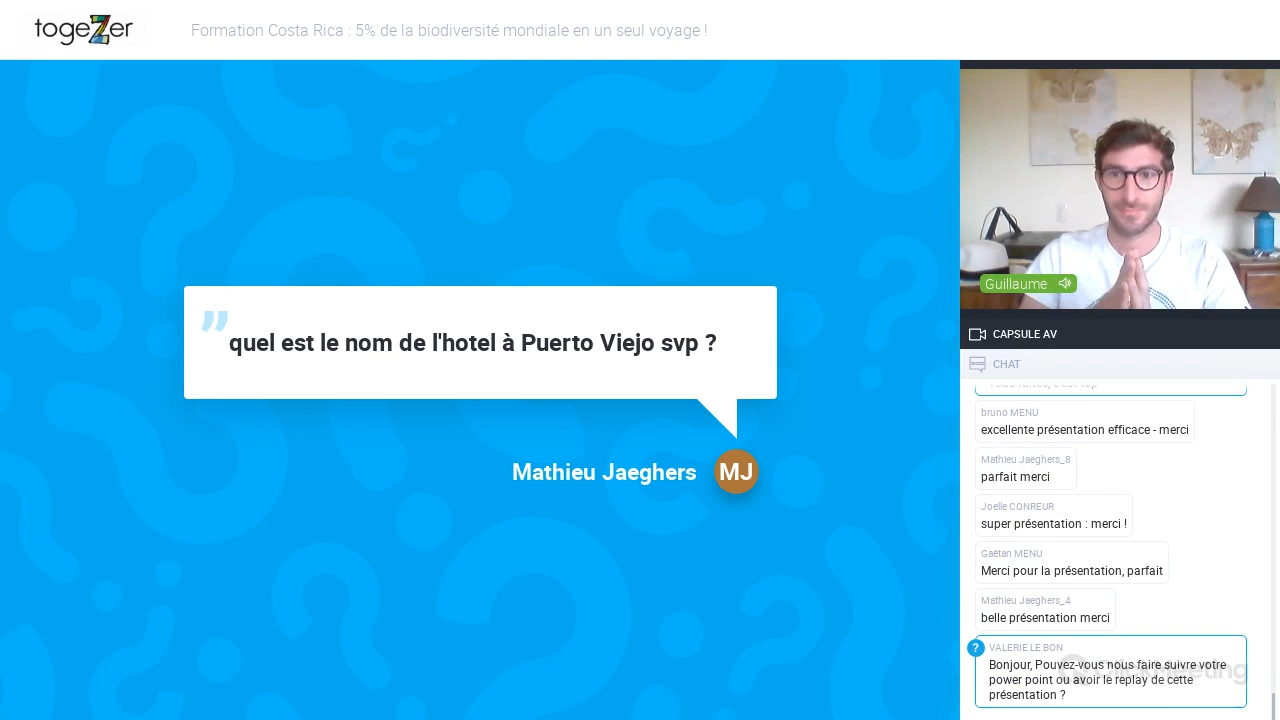 togeZer
Formation Costa Rica : 5% de la biodiversité mondiale en un seul voyage !
quel est le nom de l'hotel à Puerto Viejo svp ?
Mathieu Jaeghers
MJ
Guillaume
CAPSULE AV
CHAT
bruno MENU
excellente présentation efficace - merci
Mathieu Jaeghers_8
parfait merci
Joelle CONREUR
super présentation : merci !
Gaëtan MENU
Merci pour la présentation, parfait
Mathieu Jaeghers_4
belle présentation merci
?
VALERIE LE BON
Bonjour, Pouvez-vous nous faire suivre votre
power point ou avoir le replay de cette
présentation ?
ClickMeeting